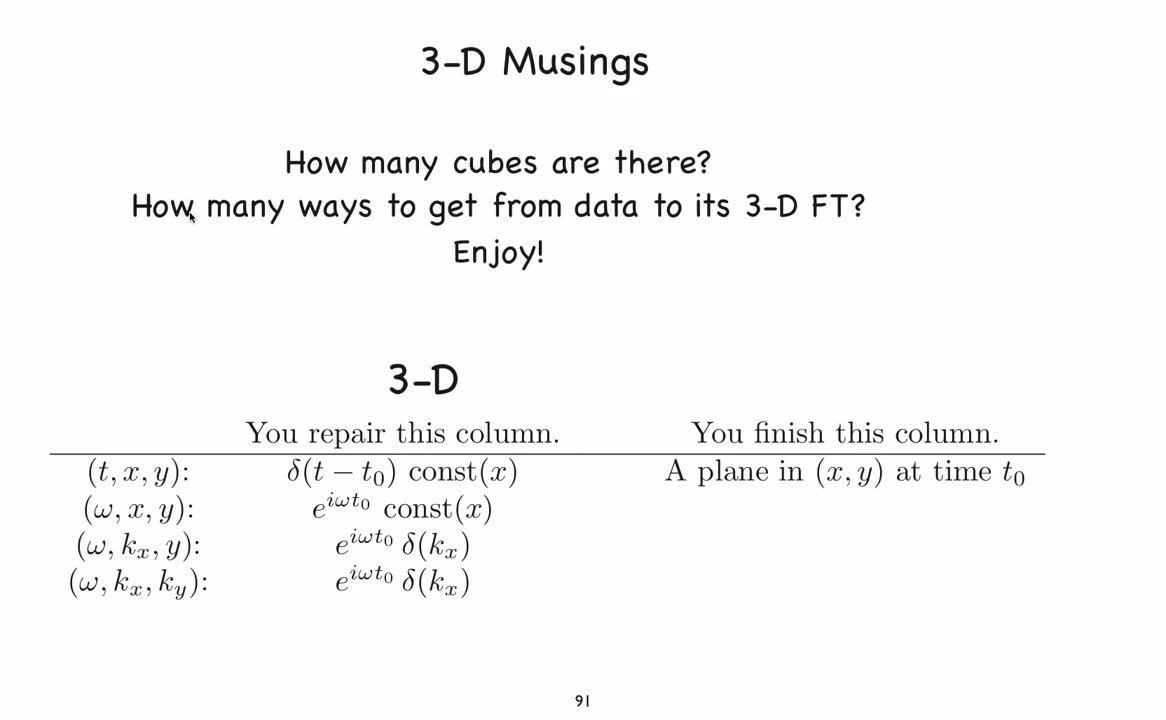 3-D Musings
How many cubes are there?
How many ways to get from data to its 3-D FT?
Enjoy!
3-D
You repair this column. You finish this column.
(t, x, y): δ(t − t₀) const(x) A plane in (x, y) at time t₀
(ω, x, y): e^{iωt₀} const(x)
(ω, kₓ, y): e^{iωt₀} δ(kₓ)
(ω, kₓ, k_y): e^{iωt₀} δ(kₓ)
91